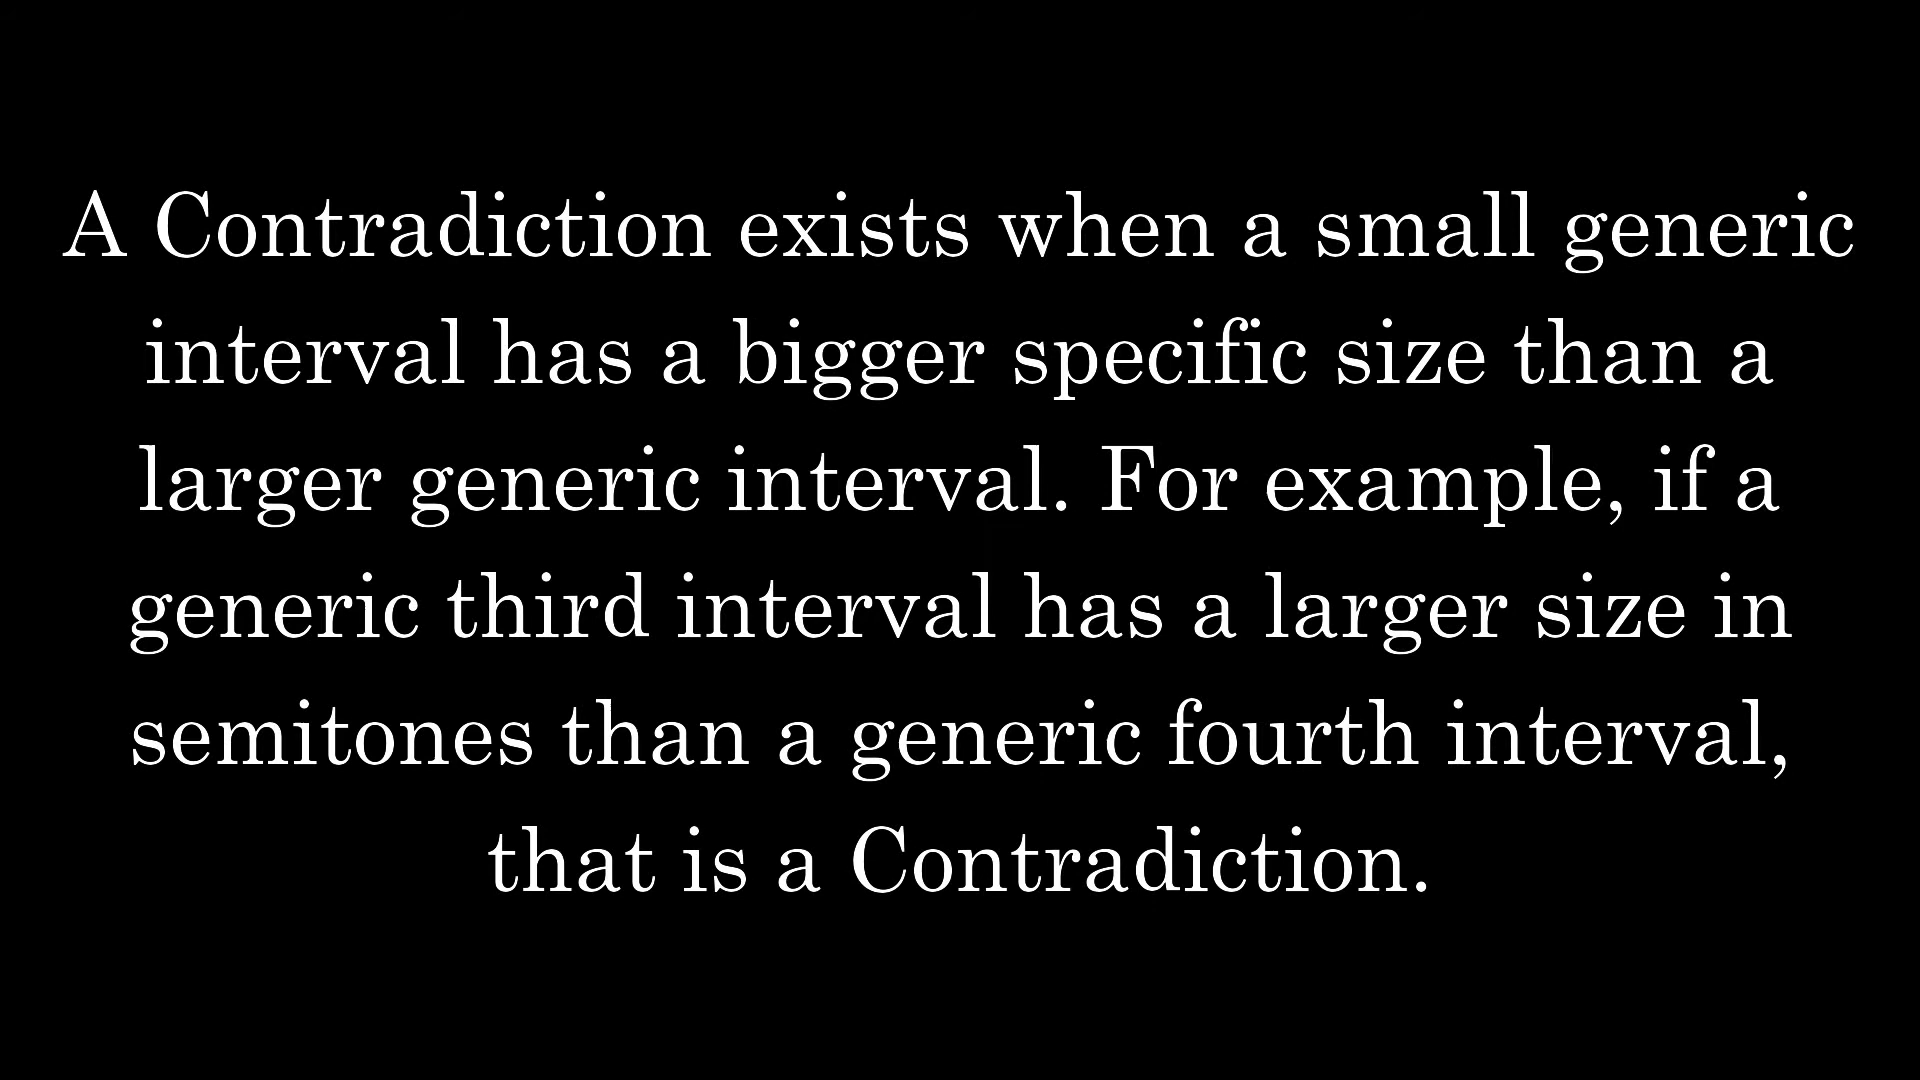 A Contradiction exists when a small generic
interval has a bigger specific size than a
larger generic interval. For example, if a
generic third interval has a larger size in
semitones than a generic fourth interval,
that is a Contradiction.